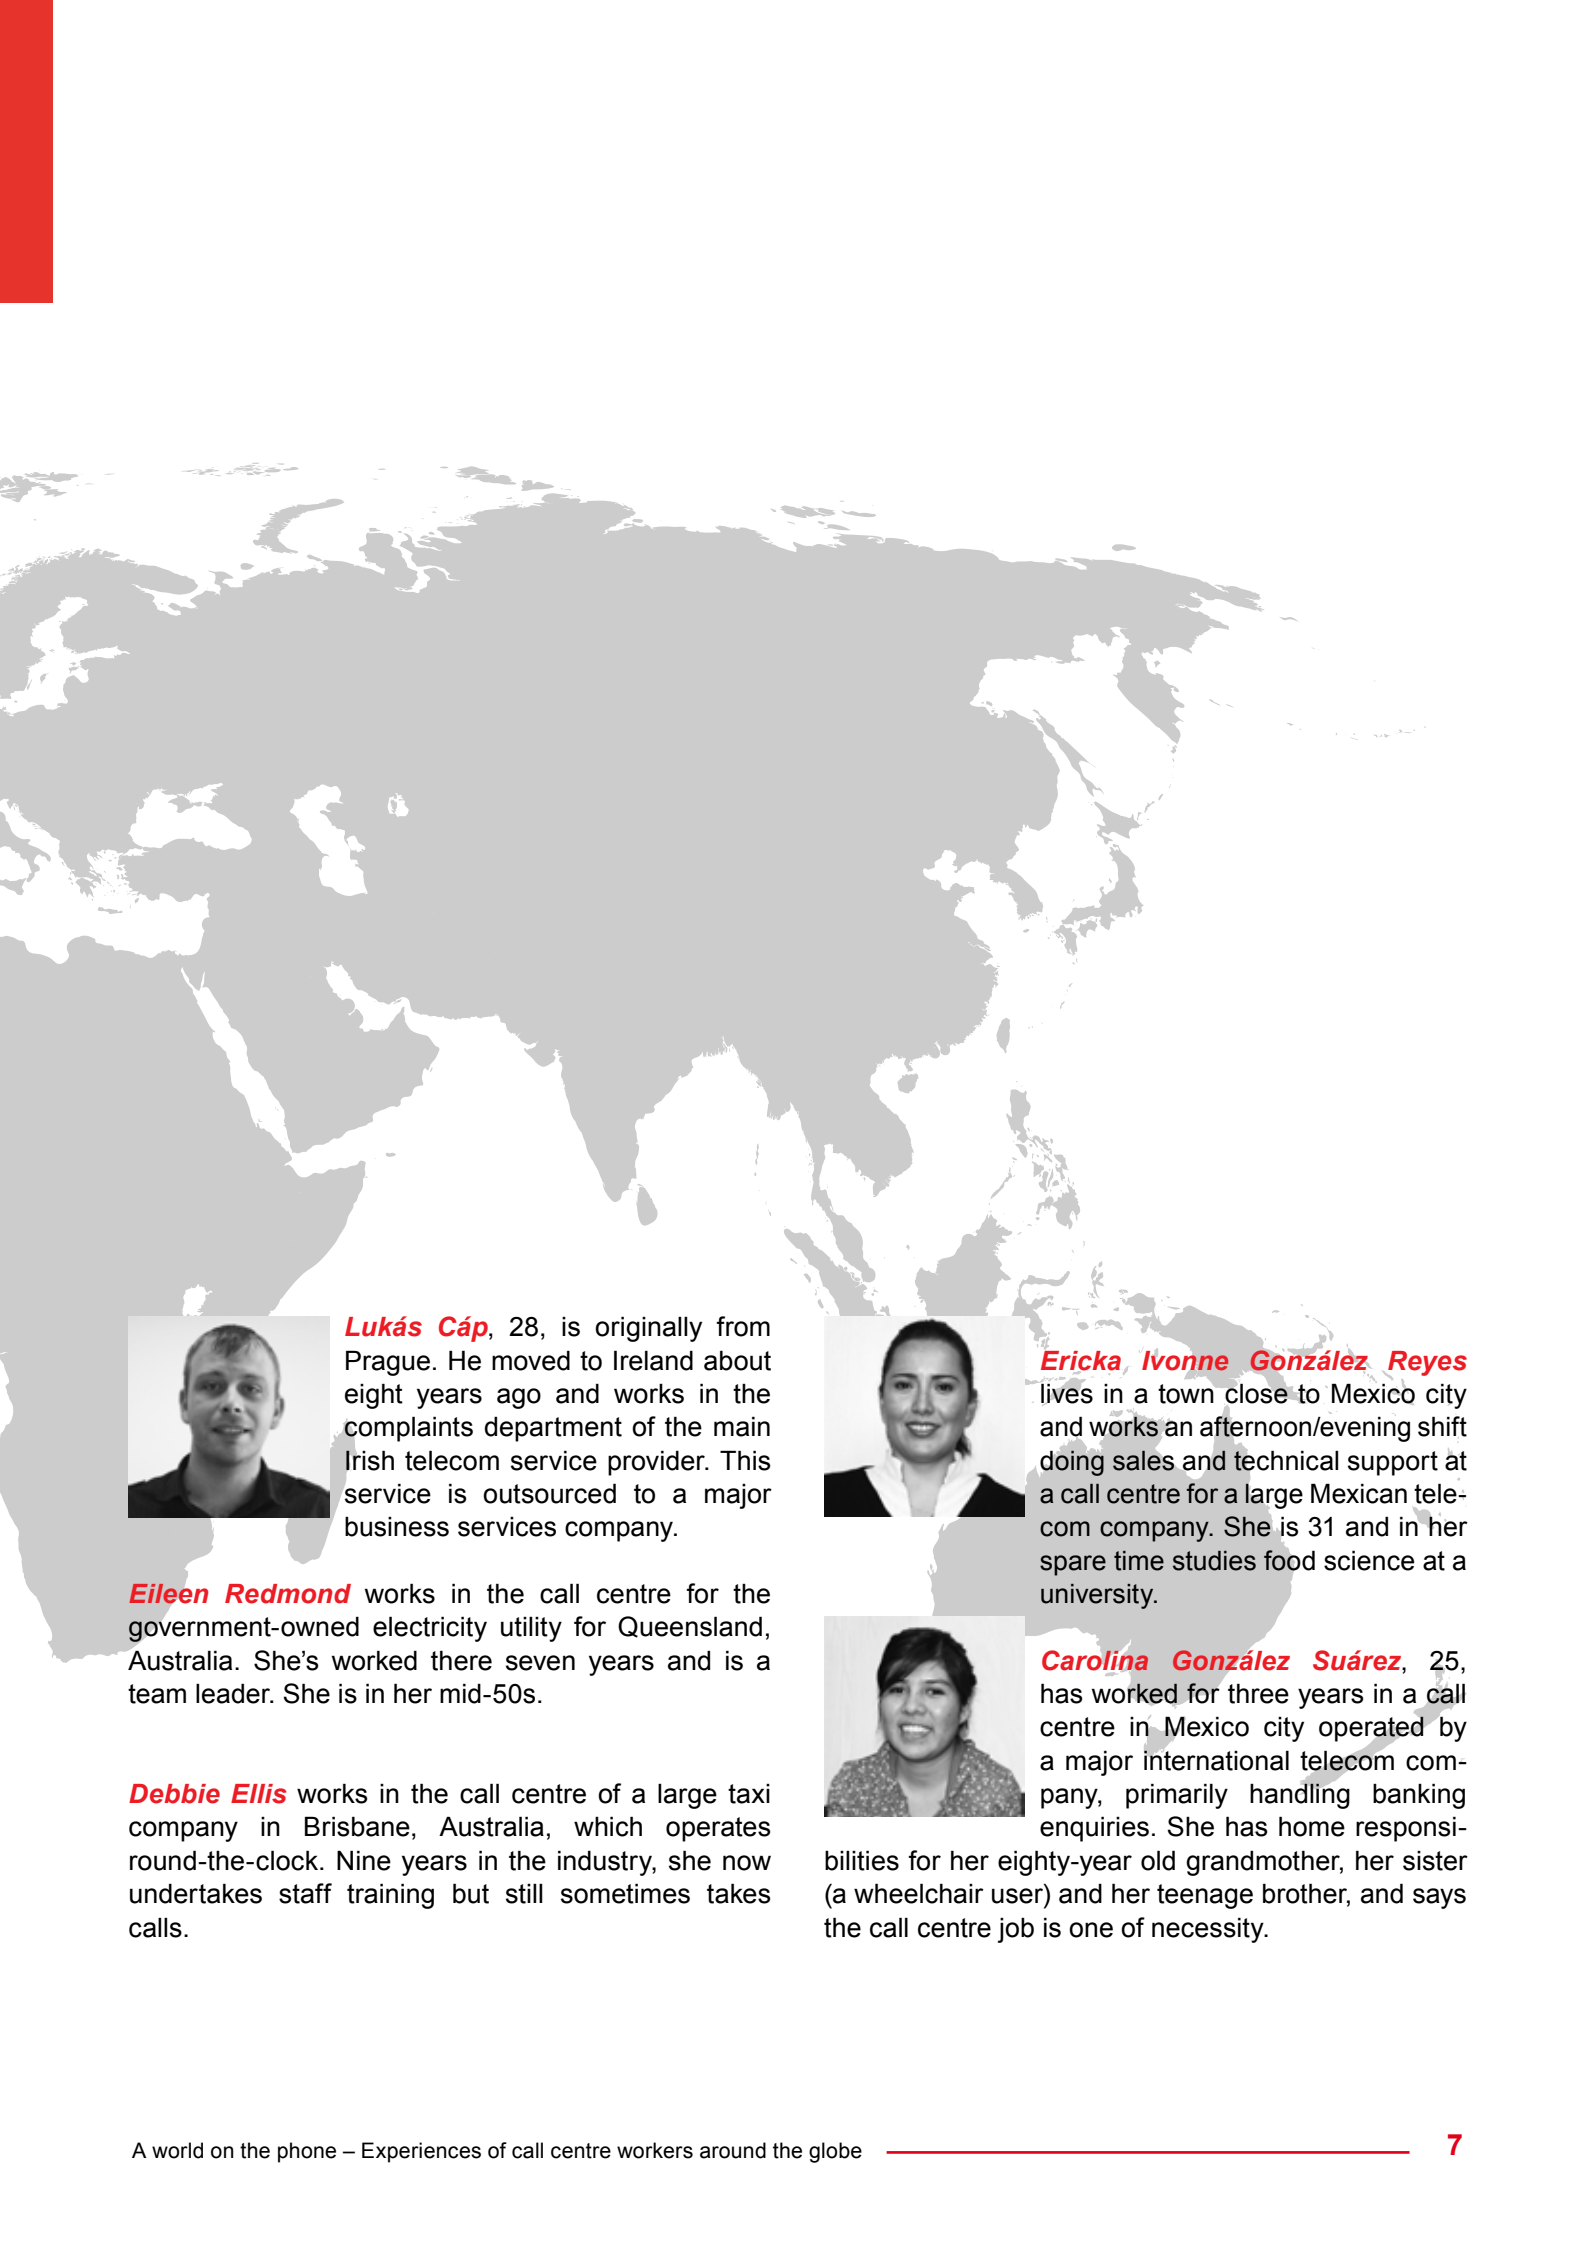 Lukás Cáp, 28, is originally from
Prague. He moved to Ireland about
eight years ago and works in the
complaints department of the main
Irish telecom service provider. This
service is outsourced to a major
business services company.
Eileen Redmond works in the call centre for the
government-owned electricity utility for Queensland,
Australia. She’s worked there seven years and is a
team leader. She is in her mid-50s.
Debbie Ellis works in the call centre of a large taxi
company in Brisbane, Australia, which operates
round-the-clock. Nine years in the industry, she now
undertakes staff training but still sometimes takes
calls.
Ericka Ivonne González Reyes
lives in a town close to Mexico city
and works an afternoon/evening shift
doing sales and technical support at
a call centre for a large Mexican tele-
com company. She is 31 and in her
spare time studies food science at a
university.
Carolina González Suárez, 25,
has worked for three years in a call
centre in Mexico city operated by
a major international telecom com-
pany, primarily handling banking
enquiries. She has home responsi-
bilities for her eighty-year old grandmother, her sister
(a wheelchair user) and her teenage brother, and says
the call centre job is one of necessity.
A world on the phone – Experiences of call centre workers around the globe
7